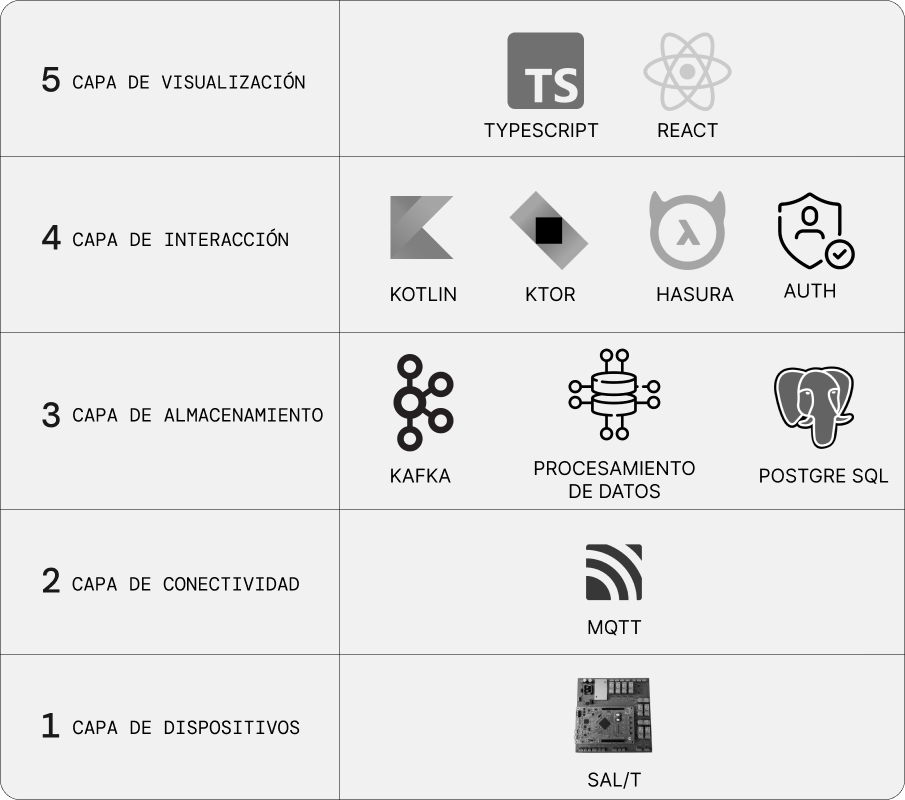 5 CAPA DE VISUALIZACIÓN
TS
TYPESCRIPT
REACT
4 CAPA DE INTERACCIÓN
KOTLIN
KTOR
HASURA
AUTH
3 CAPA DE ALMACENAMIENTO
KAFKA
PROCESAMIENTO
DE DATOS
POSTGRE SQL
2 CAPA DE CONECTIVIDAD
MQTT
1 CAPA DE DISPOSITIVOS
SAL/T